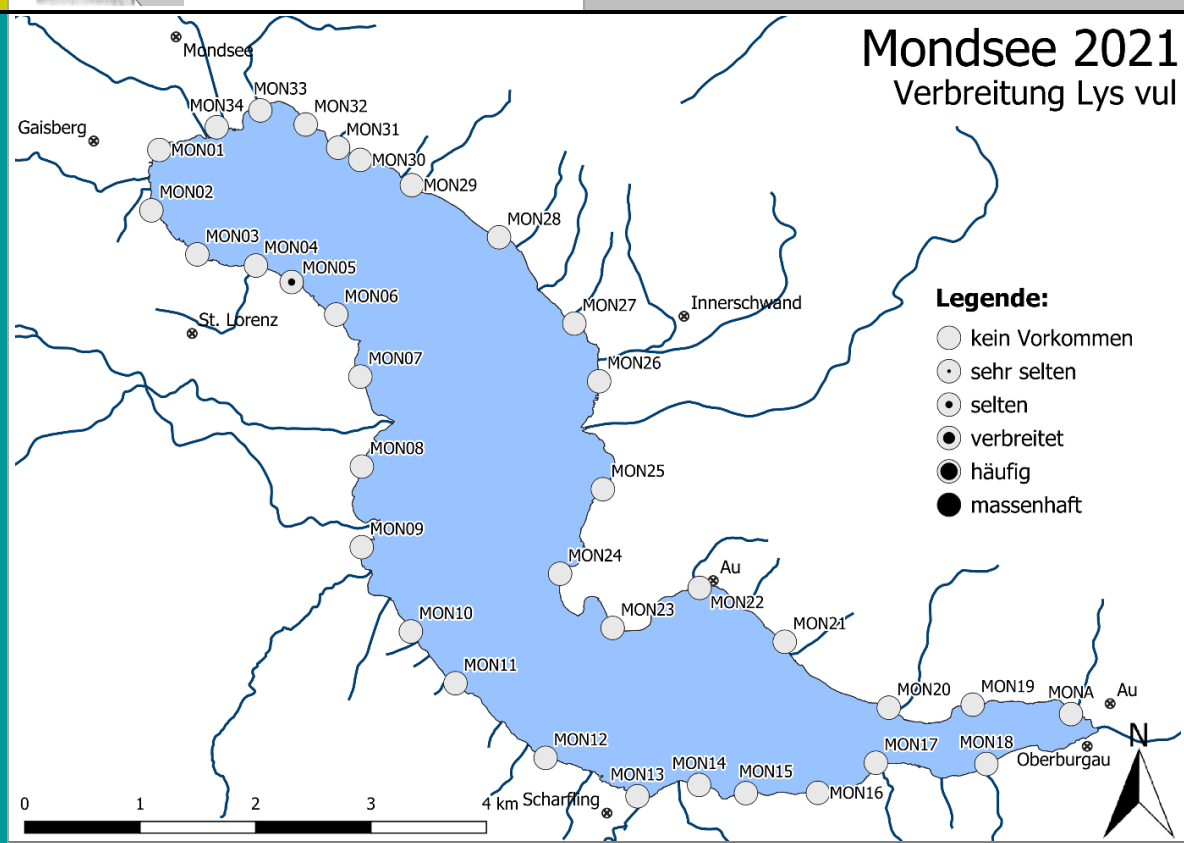 Mondsee 2021
Verbreitung Lys vul
Mondsee
MON33
MON34
MON32
Gaisberg
MON31
MON01
MON30
MON29
MON02
MON28
MON03
MON04
MON05
MON06
MON27
Innerschwand
St. Lorenz
MON07
MON26
MON08
MON25
MON09
MON24
Au
MON22
MON23
MON10
MON21
MON11
MON20
MON19
MONA
Au
MON12
MON17
MON18
Oberburgau
MON13
MON14
MON15
MON16
Scharfling
Legende:
kein Vorkommen
sehr selten
selten
verbreitet
häufig
massenhaft
N
0 1 2 3 4 km